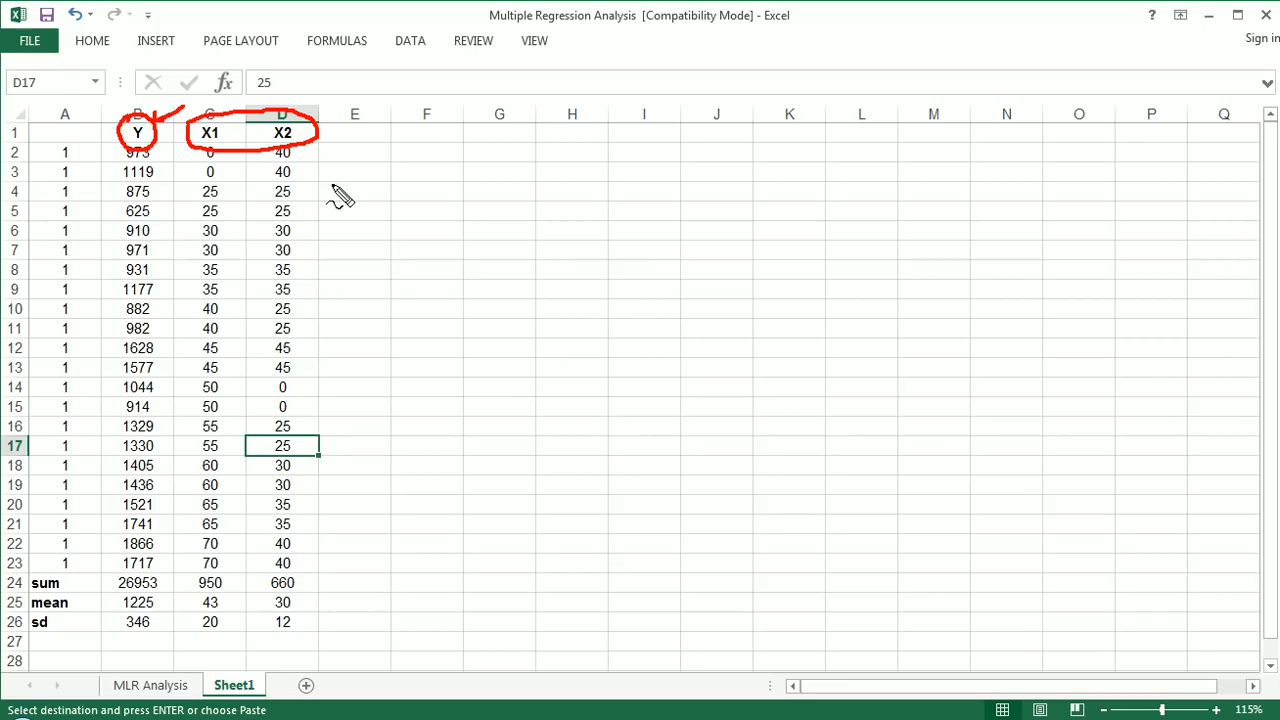 Multiple Regression Analysis [Compatibility Mode] - Excel
?
FILE HOME INSERT PAGE LAYOUT FORMULAS DATA REVIEW VIEW Sign in
D17 fx 25
A B C D E F G H I J K L M N O P Q
1 Y X1 X2
2 1 973 0 40
3 1 1119 0 40
4 1 875 25 25
5 1 625 25 25
6 1 910 30 30
7 1 971 30 30
8 1 931 35 35
9 1 1177 35 35
10 1 882 40 25
11 1 982 40 25
12 1 1628 45 45
13 1 1577 45 45
14 1 1044 50 0
15 1 914 50 0
16 1 1329 55 25
17 1 1330 55 25
18 1 1405 60 30
19 1 1436 60 30
20 1 1521 65 35
21 1 1741 65 35
22 1 1866 70 40
23 1 1717 70 40
24 sum 26953 950 660
25 mean 1225 43 30
26 sd 346 20 12
27
28
MLR Analysis Sheet1
Select destination and press ENTER or choose Paste 115%